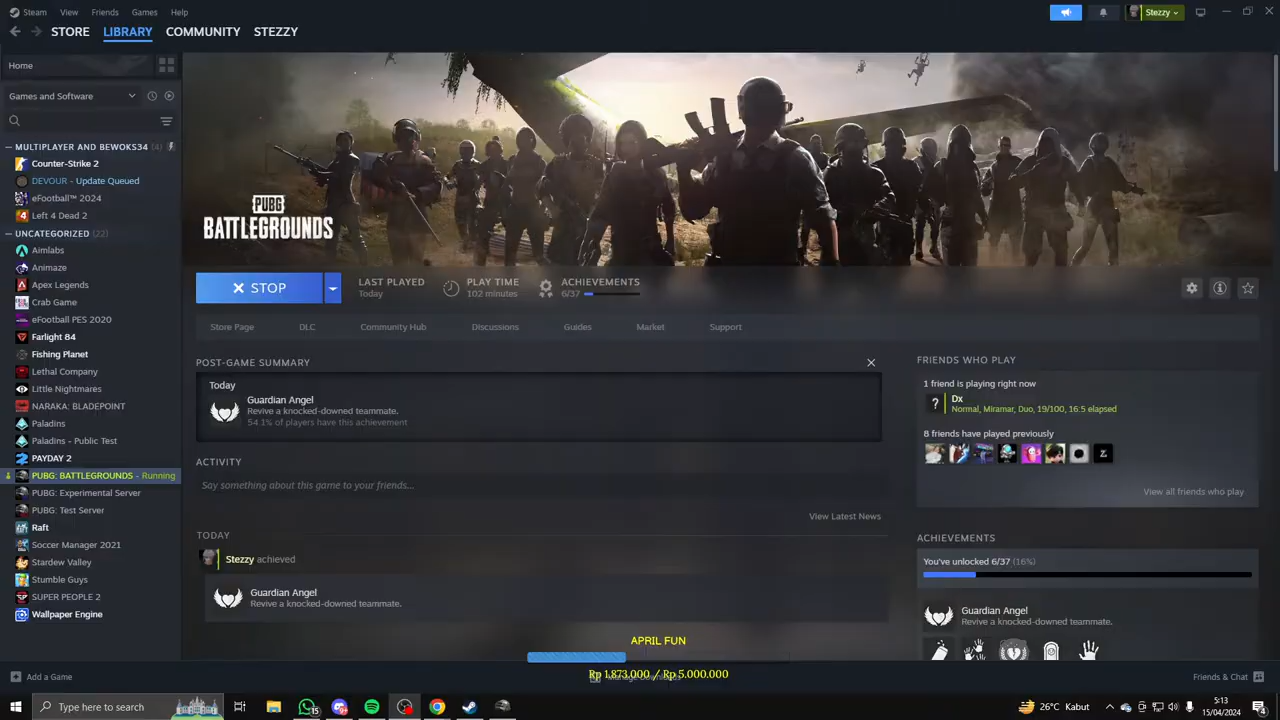 Steam View Friends Games Help
Stezzy
STORE LIBRARY COMMUNITY STEZZY
Home
Games and Software
MULTIPLAYER AND BEWOKS34 (4)
Counter-Strike 2
DEVOUR - Update Queued
eFootball™ 2024
Left 4 Dead 2
UNCATEGORIZED (22)
Aimlabs
Animaze
Apex Legends
Crab Game
eFootball PES 2020
Farlight 84
Fishing Planet
Lethal Company
Little Nightmares
NARAKA: BLADEPOINT
Paladins
Paladins - Public Test
PAYDAY 2
PUBG: BATTLEGROUNDS - Running
PUBG: Experimental Server
PUBG: Test Server
Raft
Soccer Manager 2021
Stardew Valley
Stumble Guys
SUPER PEOPLE 2
Wallpaper Engine
PUBG
BATTLEGROUNDS
STOP
LAST PLAYED
Today
PLAY TIME
102 minutes
ACHIEVEMENTS
6/37
Store Page DLC Community Hub Discussions Guides Market Support
POST-GAME SUMMARY
Today
Guardian Angel
Revive a knocked-downed teammate.
54.1% of players have this achievement
ACTIVITY
Say something about this game to your friends...
View Latest News
TODAY
Stezzy achieved
Guardian Angel
Revive a knocked-downed teammate.
FRIENDS WHO PLAY
1 friend is playing right now
?
Dx
Normal, Miramar, Duo, 19/100, 16:5 elapsed
8 friends have played previously
z
View all friends who play
ACHIEVEMENTS
You've unlocked 6/37 (16%)
Guardian Angel
Revive a knocked-downed teammate.
APRIL FUN
Rp 1.873.000 / Rp 5.000.000
Add a Game
Friends & Chat
Type here to search
15
26°C Kabut
5:13
15/04/2024
4